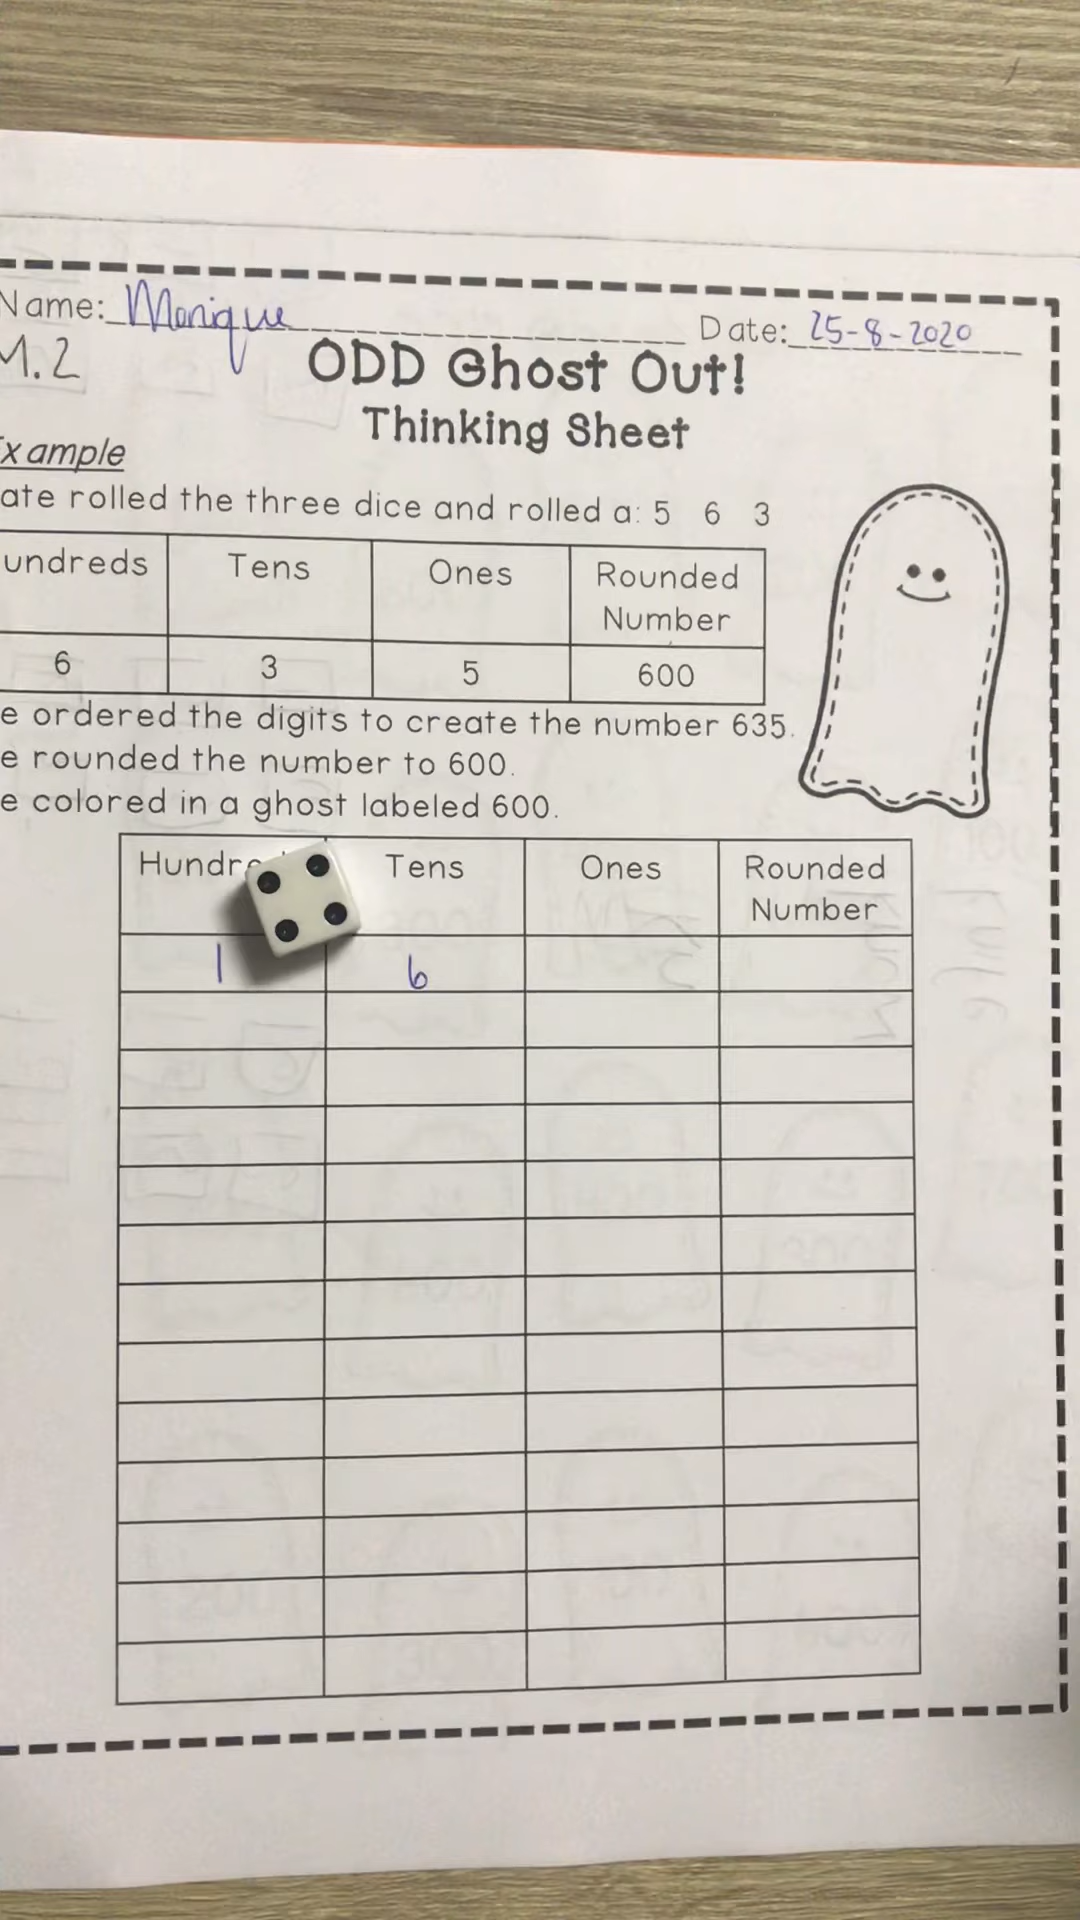 Name: Monique Date: 25-8-2020
M.2
ODD Ghost Out!
Thinking Sheet
Example
ate rolled the three dice and rolled a: 5 6 3
undreds Tens Ones Rounded Number
6 3 5 600
e ordered the digits to create the number 635.
e rounded the number to 600.
e colored in a ghost labeled 600.
Hundre Tens Ones Rounded Number
1 6